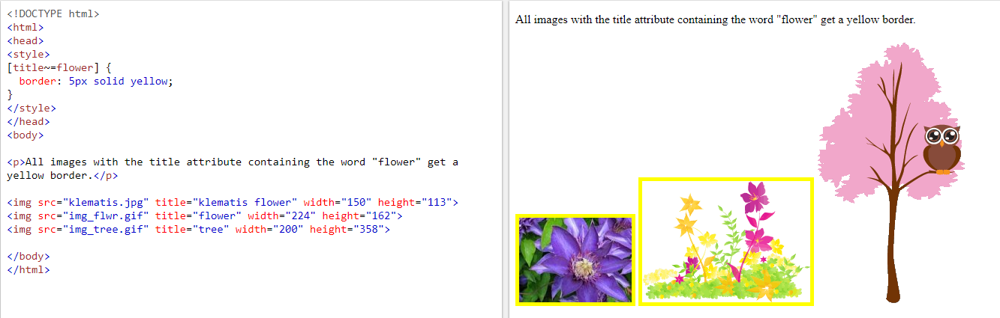 <!DOCTYPE html>
<html>
<head>
<style>
[title~=flower] {
  border: 5px solid yellow;
}
</style>
</head>
<body>

<p>All images with the title attribute containing the word "flower" get a
yellow border.</p>

<img src="klematis.jpg" title="klematis flower" width="150" height="113">
<img src="img_flwr.gif" title="flower" width="224" height="162">
<img src="img_tree.gif" title="tree" width="200" height="358">

</body>
</html>
All images with the title attribute containing the word "flower" get a yellow border.